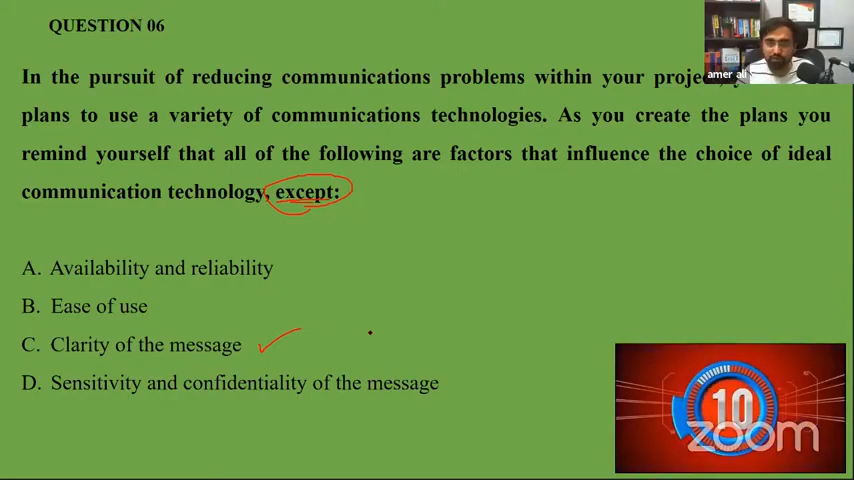 QUESTION 06
In the pursuit of reducing communications problems within your project,
plans to use a variety of communications technologies. As you create the plans you
remind yourself that all of the following are factors that influence the choice of ideal
communication technology, except:
A. Availability and reliability
B. Ease of use
C. Clarity of the message
D. Sensitivity and confidentiality of the message
amer ali
10
zoom